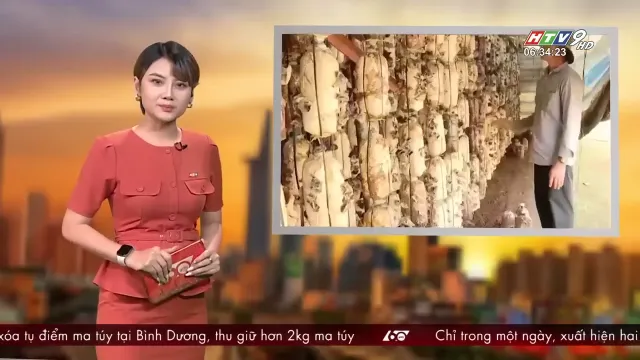 HTV9 HD
06:34:23
xóa tụ điểm ma túy tại Bình Dương, thu giữ hơn 2kg ma túy
Chỉ trong một ngày, xuất hiện hai